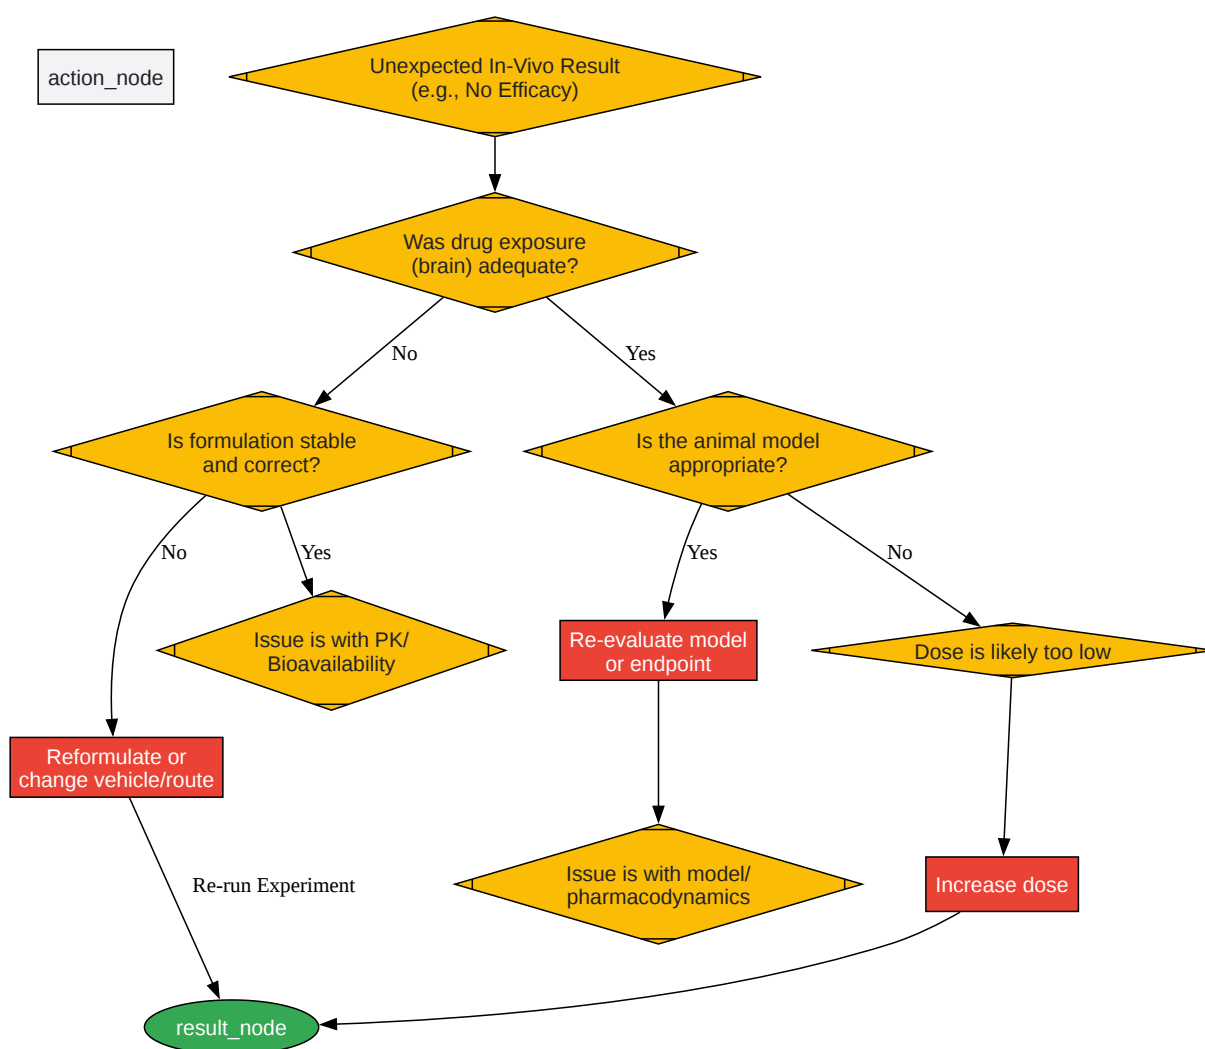 action_node
Unexpected In-Vivo Result
(e.g., No Efficacy)
Was drug exposure
(brain) adequate?
No
Yes
Is formulation stable
and correct?
Is the animal model
appropriate?
No
Yes
Yes
No
Issue is with PK/
Bioavailability
Re-evaluate model
or endpoint
Dose is likely too low
Reformulate or
change vehicle/route
Re-run Experiment
Issue is with model/
pharmacodynamics
Increase dose
result_node